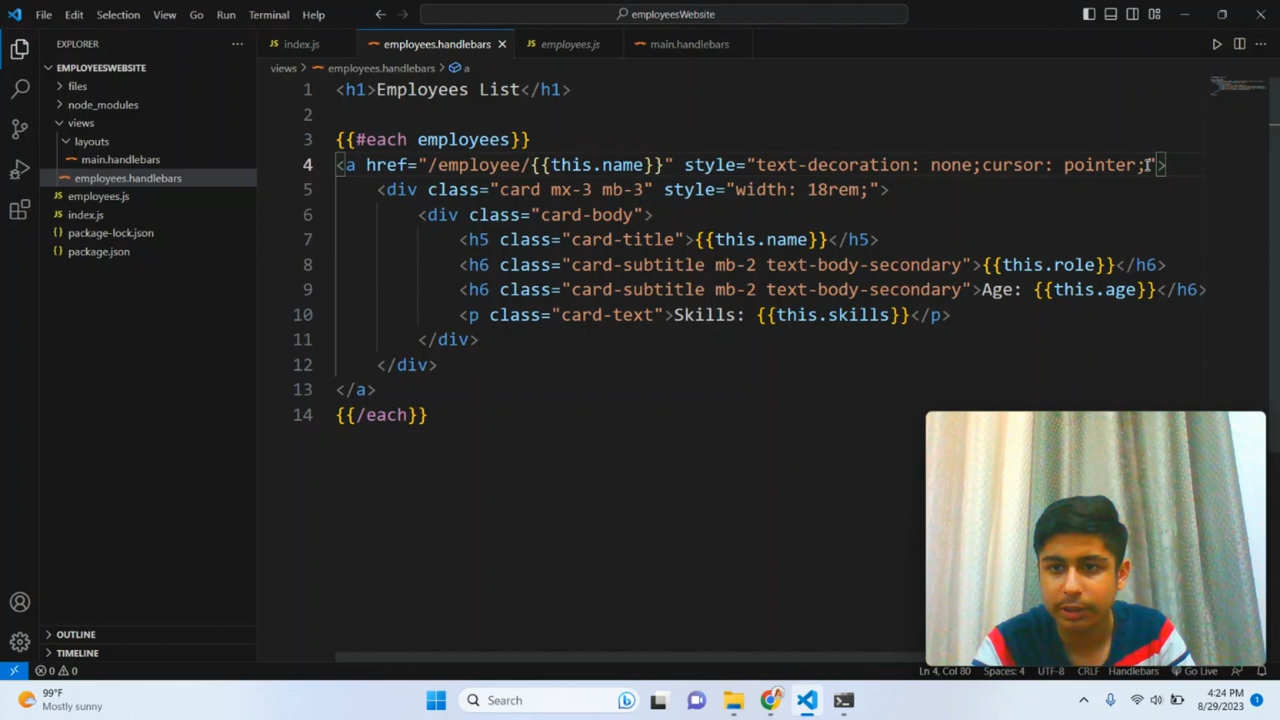 File Edit Selection View Go Run Terminal Help employeesWebsite
EXPLORER
index.js employees.handlebars employees.js main.handlebars
EMPLOYEESWEBSITE
files
node_modules
views
layouts
main.handlebars
employees.handlebars
JS employees.js
JS index.js
{} package-lock.json
{} package.json
OUTLINE
TIMELINE
views > employees.handlebars > a
1 <h1>Employees List</h1>
2
3 {{#each employees}}
4 <a href="/employee/{{this.name}}" style="text-decoration: none;cursor: pointer;">
5 <div class="card mx-3 mb-3" style="width: 18rem;">
6 <div class="card-body">
7 <h5 class="card-title">{{this.name}}</h5>
8 <h6 class="card-subtitle mb-2 text-body-secondary">{{this.role}}</h6>
9 <h6 class="card-subtitle mb-2 text-body-secondary">Age: {{this.age}}</h6>
10 <p class="card-text">Skills: {{this.skills}}</p>
11 </div>
12 </div>
13 </a>
14 {{/each}}
0 0 Ln 4, Col 80 Spaces: 4 UTF-8 CRLF Handlebars Go Live
99°F
Mostly sunny
Search
4:24 PM
8/29/2023
1